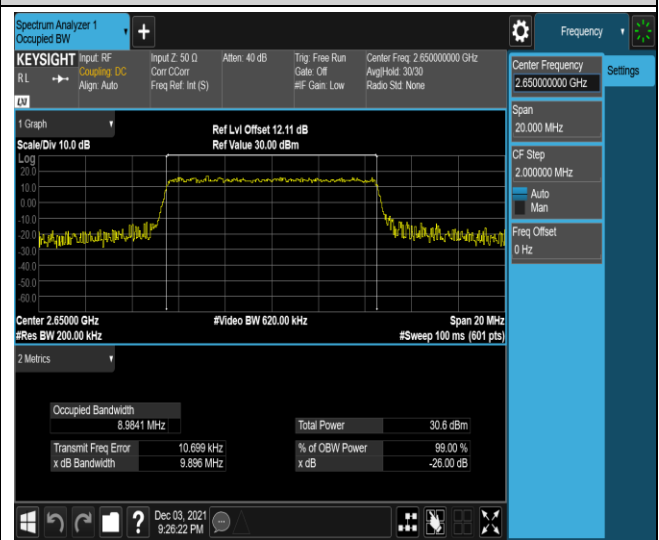 Spectrum Analyzer 1
Occupied BW
Frequency
KEYSIGHT
R L
LXI
Input: RF
Coupling: DC
Align: Auto
Input Z: 50 Ω
Corr CCorr
Freq Ref: Int (S)
Atten: 40 dB
Trig: Free Run
Gate: Off
#IF Gain: Low
Center Freq: 2.650000000 GHz
Avg|Hold: 30/30
Radio Std: None
Center Frequency
2.650000000 GHz
Settings
Span
20.000 MHz
CF Step
2.000000 MHz
Auto
Man
Freq Offset
0 Hz
1 Graph
Scale/Div 10.0 dB
Ref Lvl Offset 12.11 dB
Ref Value 30.00 dBm
Log
20.0
10.0
0.00
-10.0
-20.0
-30.0
-40.0
-50.0
-60.0
Center 2.65000 GHz
#Video BW 620.00 kHz
Span 20 MHz
#Res BW 200.00 kHz
#Sweep 100 ms (601 pts)
2 Metrics
Occupied Bandwidth
8.9841 MHz
Total Power 30.6 dBm
Transmit Freq Error 10.699 kHz
% of OBW Power 99.00 %
x dB Bandwidth 9.896 MHz
x dB -26.00 dB
Dec 03, 2021
9:26:22 PM